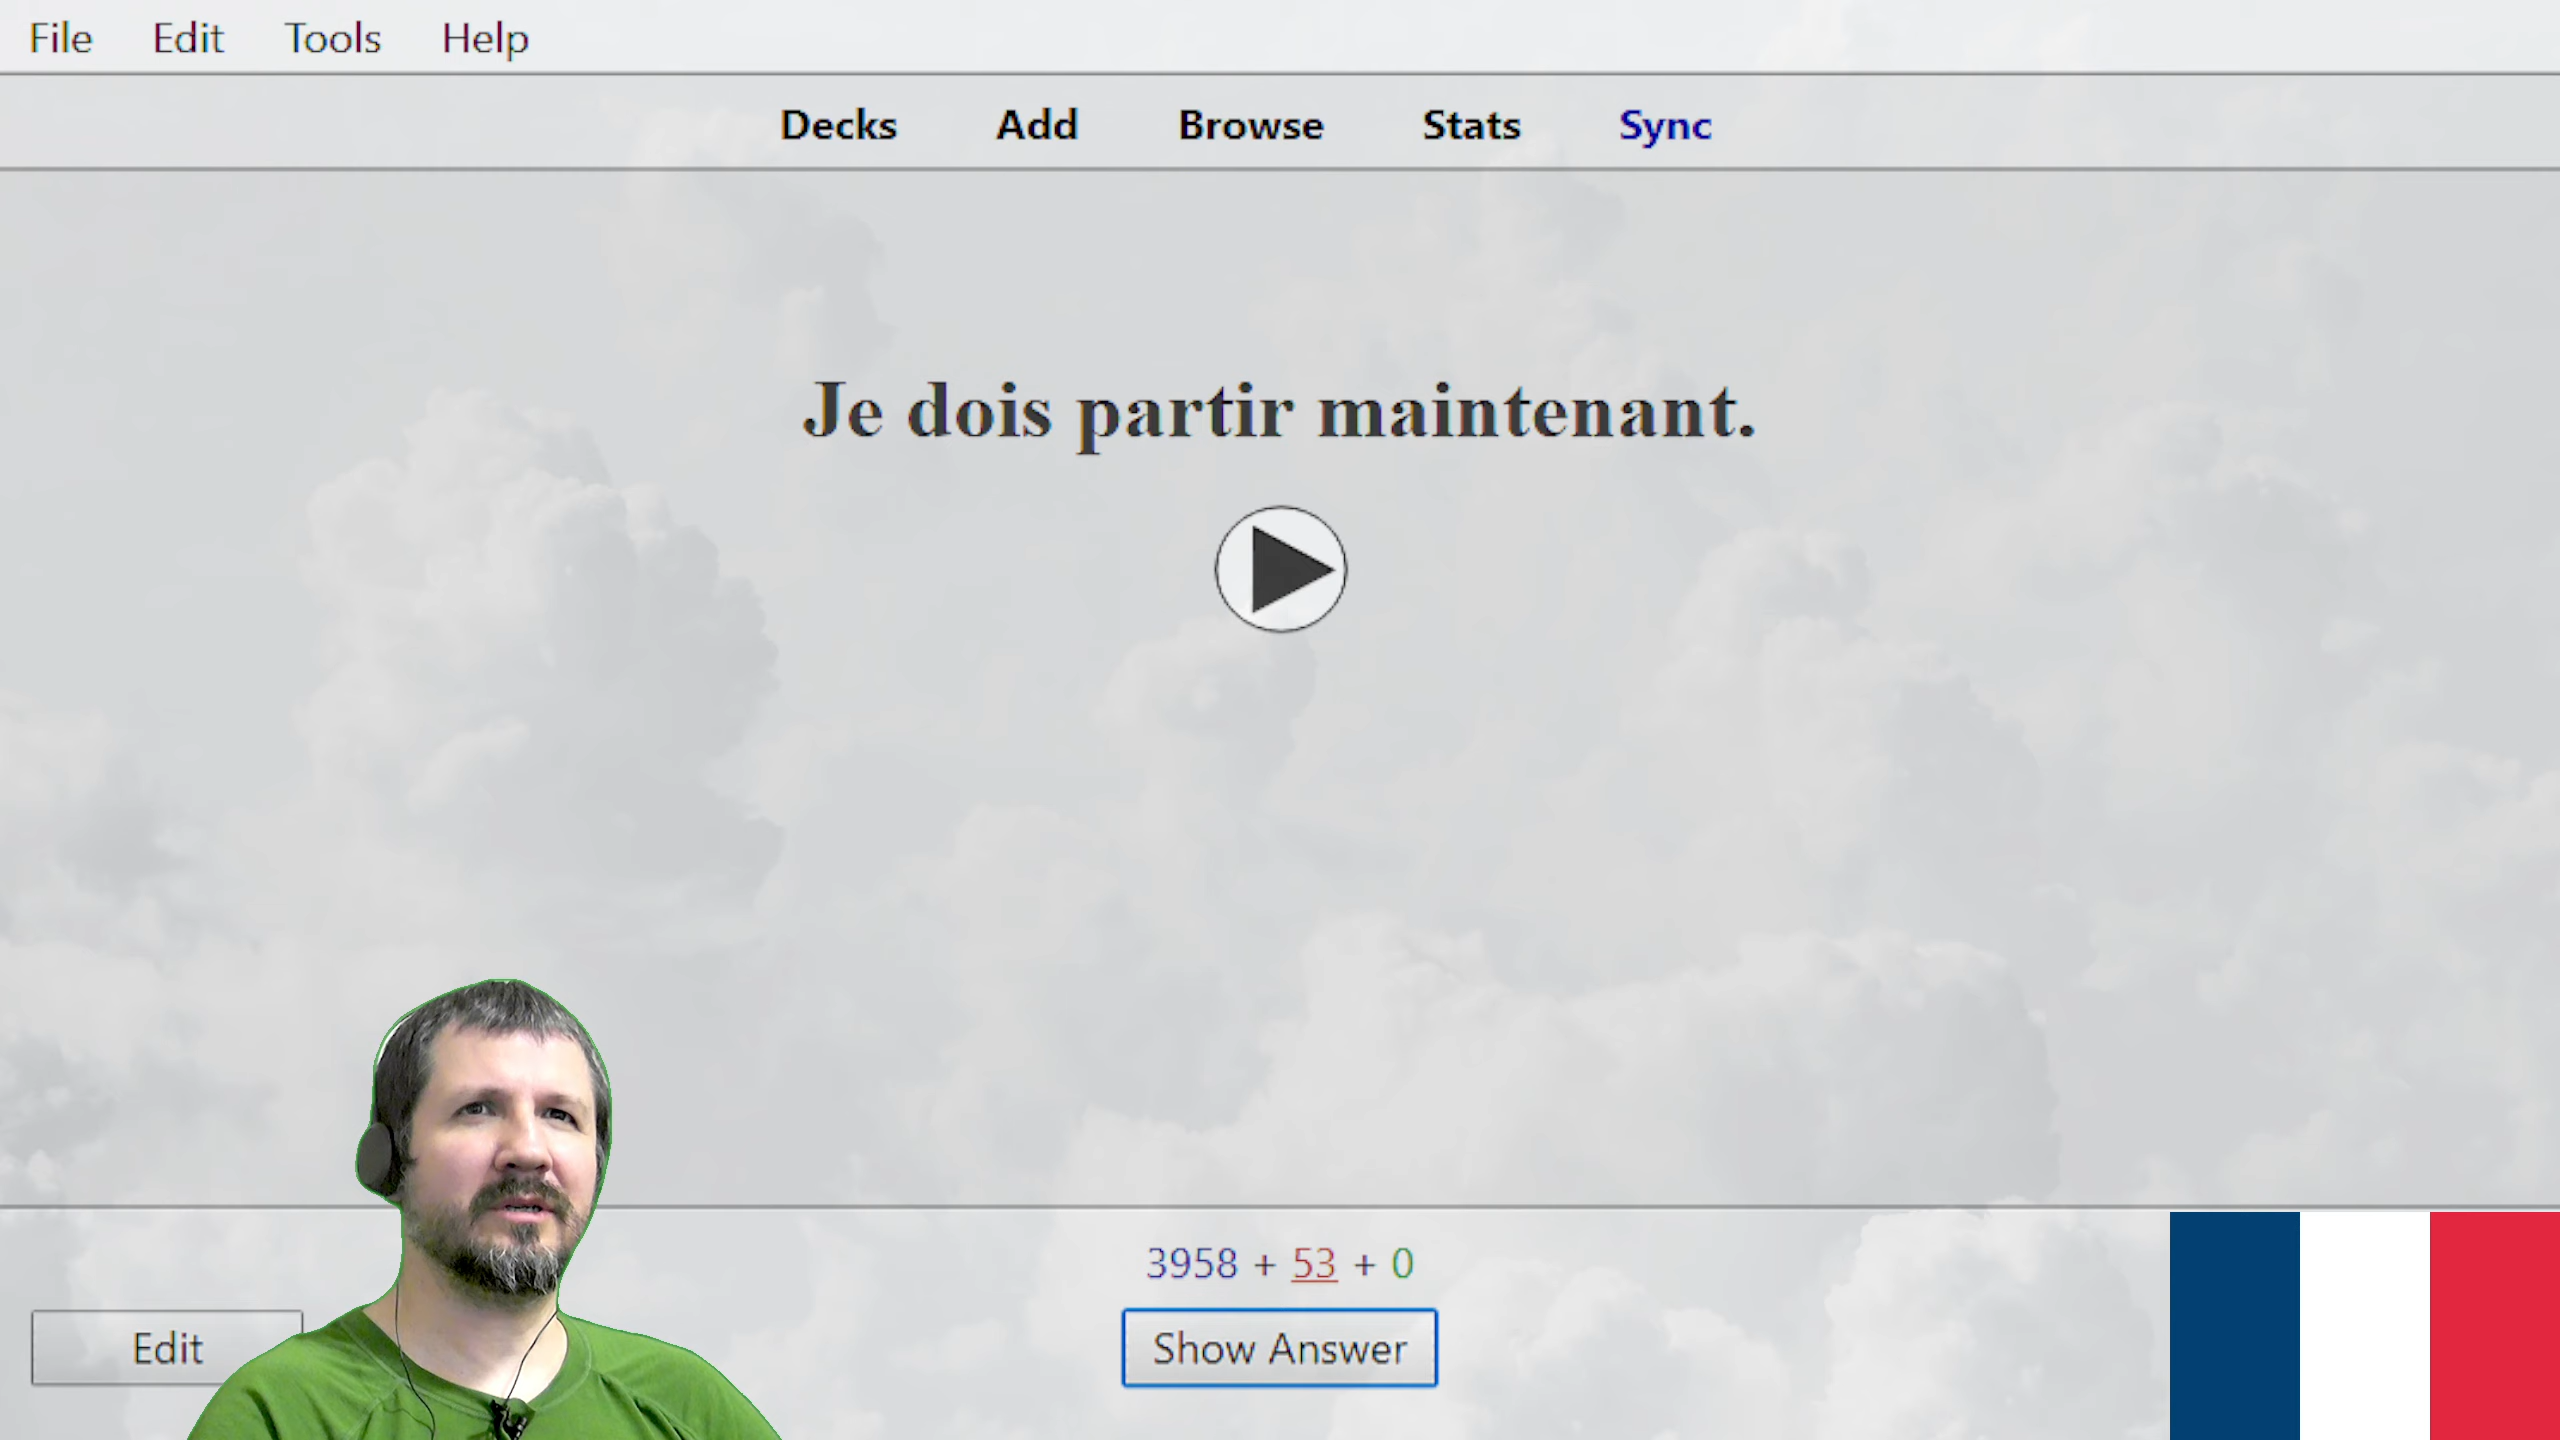 File Edit Tools Help
Decks Add Browse Stats Sync
Je dois partir maintenant.
3958 + 53 + 0
Edit Show Answer